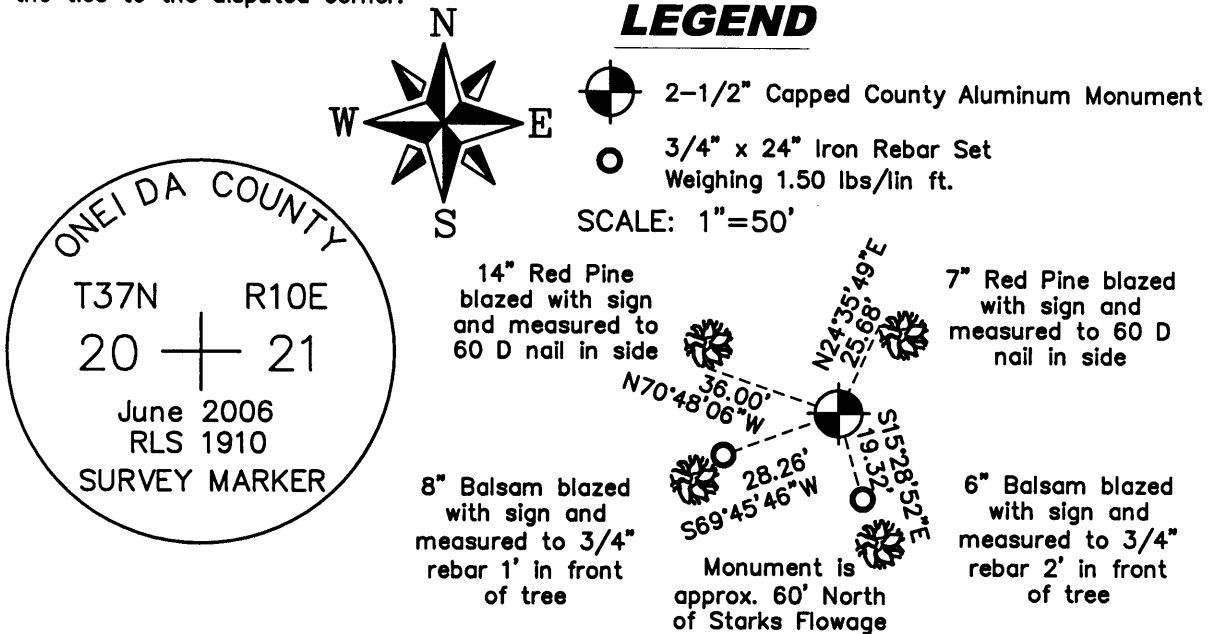 the ties to the disputed corner.
LEGEND
N
W
E
S
2-1/2" Capped County Aluminum Monument
3/4" x 24" Iron Rebar Set
Weighing 1.50 lbs/lin ft.
SCALE: 1"=50'
ONEIDA COUNTY
T37N R10E
20 21
June 2006
RLS 1910
SURVEY MARKER
14" Red Pine
blazed with sign
and measured to
60 D nail in side
N24°35'49"E
25.68'
7" Red Pine blazed
with sign and
measured to 60 D
nail in side
36.00'
N70°48'06"W
28.26'
S69°45'46"W
S15°28'52"E
19.32'
8" Balsam blazed
with sign and
measured to 3/4"
rebar 1' in front
of tree
Monument is
approx. 60' North
of Starks Flowage
6" Balsam blazed
with sign and
measured to 3/4"
rebar 2' in front
of tree